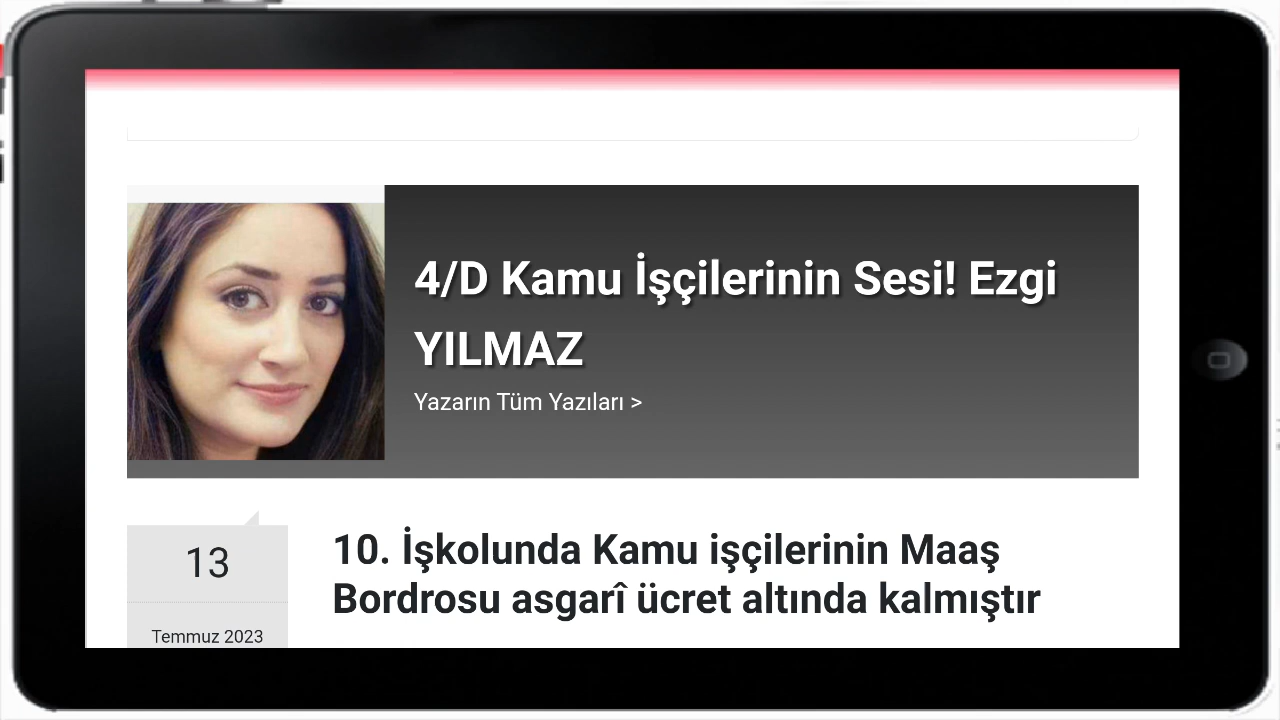 4/D Kamu İşçilerinin Sesi! Ezgi
YILMAZ
Yazarın Tüm Yazıları >
13
Temmuz 2023
10. İşkolunda Kamu işçilerinin Maaş
Bordrosu asgarî ücret altında kalmıştır